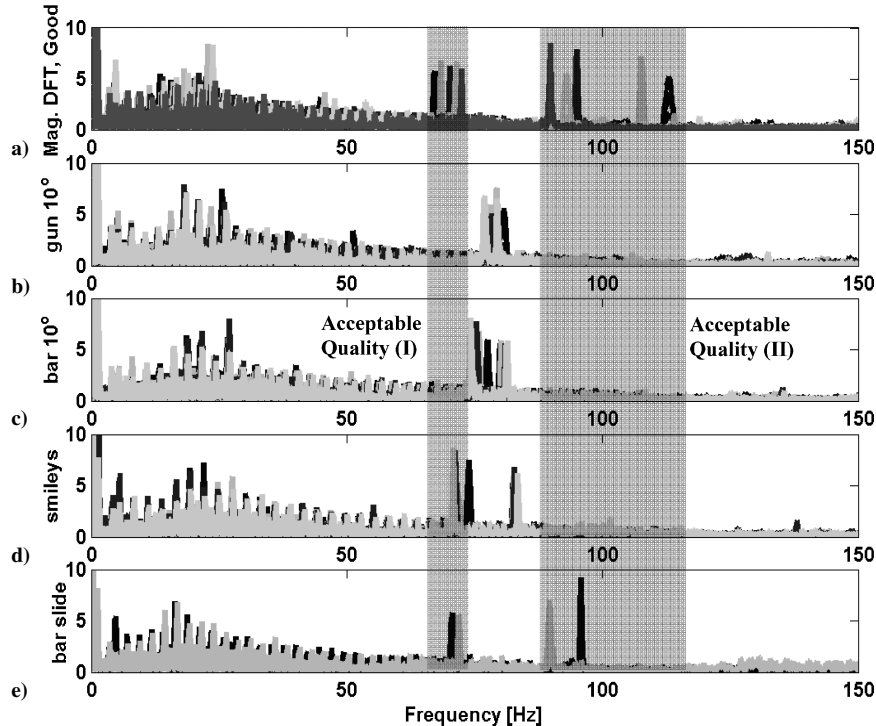 Mag. DFT, Good
10
5
0
a)
0
50
100
150
gun 10°
10
5
0
b)
0
50
100
150
bar 10°
10
5
0
Acceptable
Quality (I)
Acceptable
Quality (II)
c)
0
50
100
150
smileys
10
5
0
d)
0
50
100
150
bar slide
10
5
0
e)
0
50
100
150
Frequency [Hz]